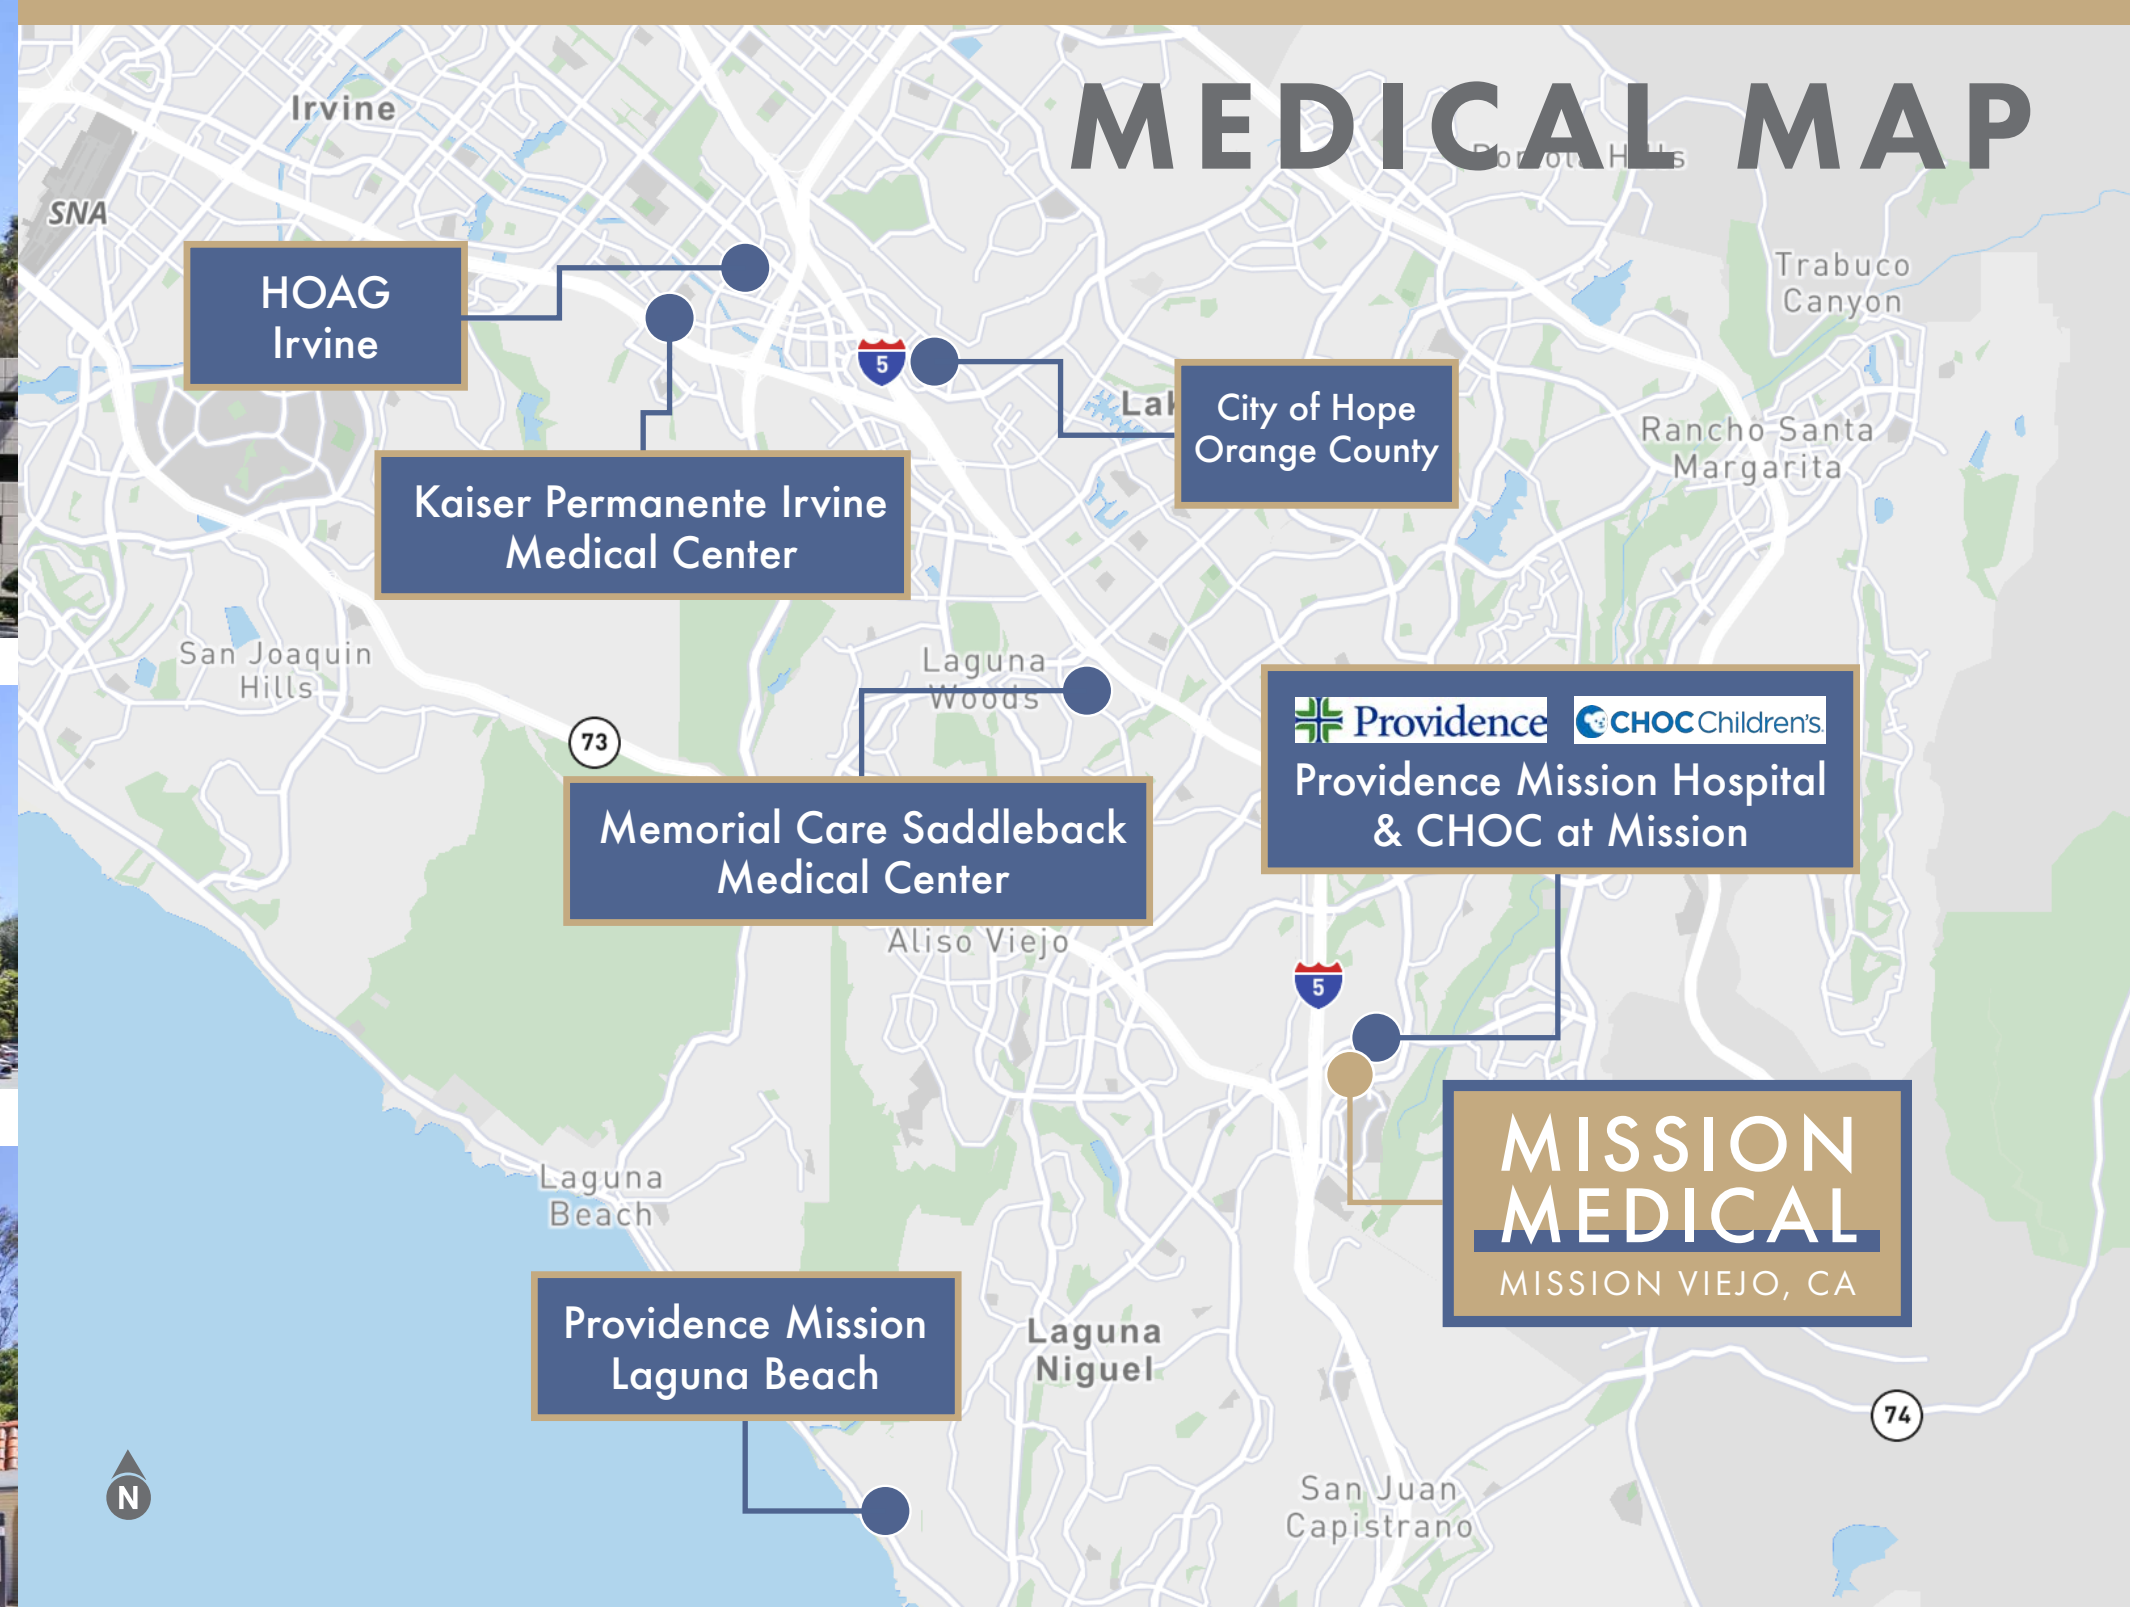 MEDICAL MAP
Irvine
SNA
Trabuco
Canyon
HOAG
Irvine
5
City of Hope
Orange County
Rancho Santa
Margarita
Kaiser Permanente Irvine
Medical Center
San Joaquin
Hills
Laguna
Woods
73
Providence
CHOC Children's.
Providence Mission Hospital
& CHOC at Mission
Memorial Care Saddleback
Medical Center
Aliso Viejo
5
MISSION
MEDICAL
MISSION VIEJO, CA
Laguna
Beach
Providence Mission
Laguna Beach
Laguna
Niguel
74
San Juan
Capistrano
N